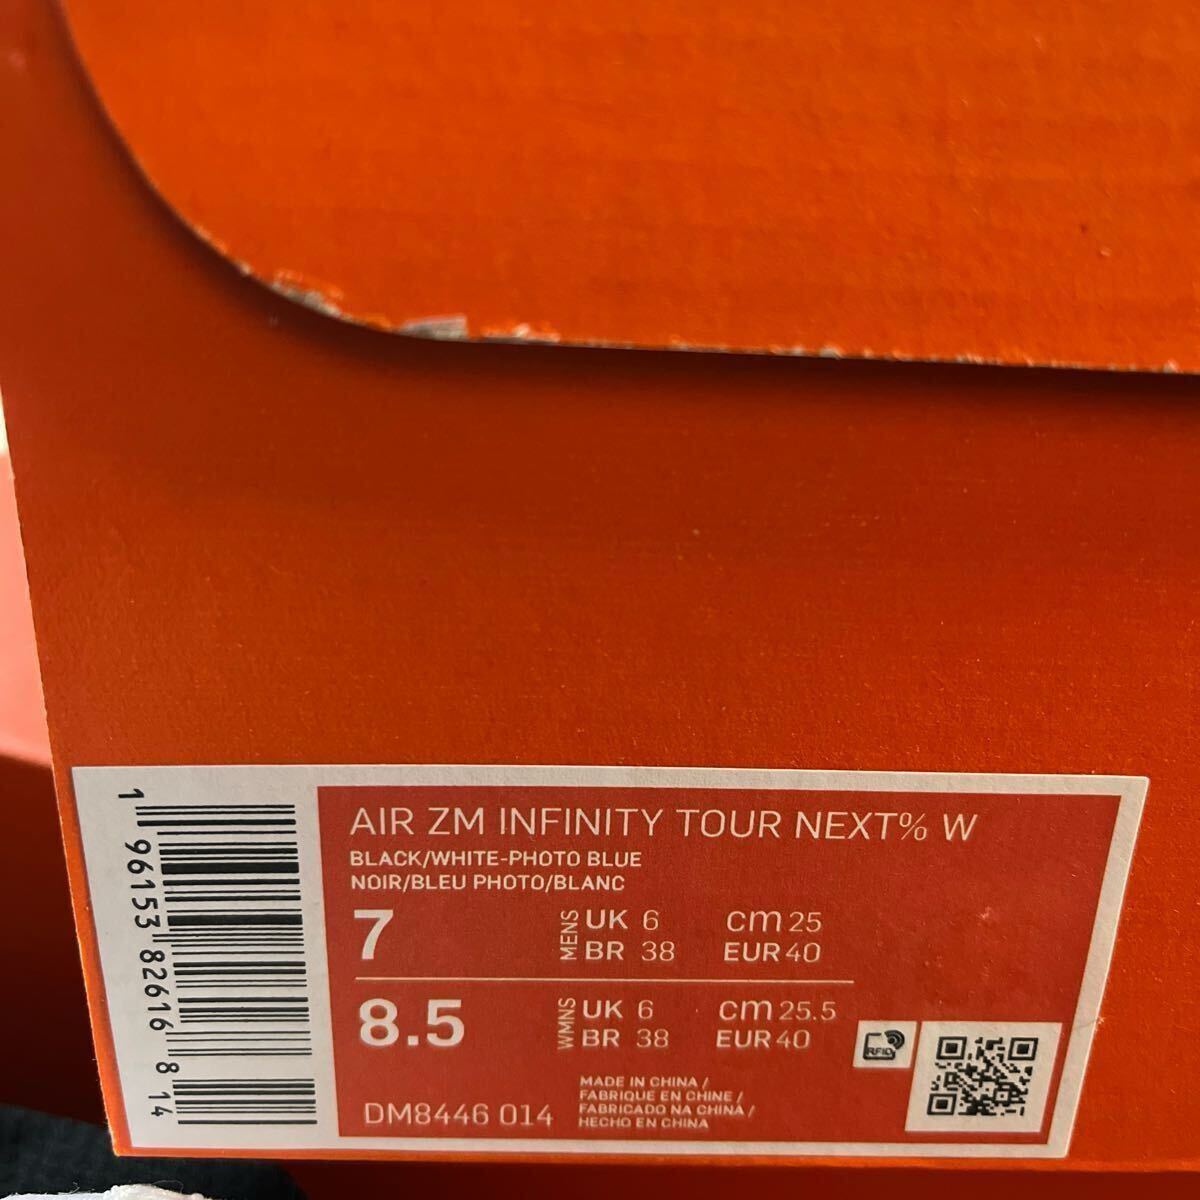 AIR ZM INFINITY TOUR NEXT% W
BLACK/WHITE-PHOTO BLUE
NOIR/BLEU PHOTO/BLANC
7 MENS UK 6 cm 25
BR 38 EUR 40
8.5 WMNS UK 6 cm 25.5
BR 38 EUR 40
DM8446 014
MADE IN CHINA /
FABRIQUE EN CHINE /
FABRICADO NA CHINA /
HECHO EN CHINA
RFID
1 96153 82616 8 14